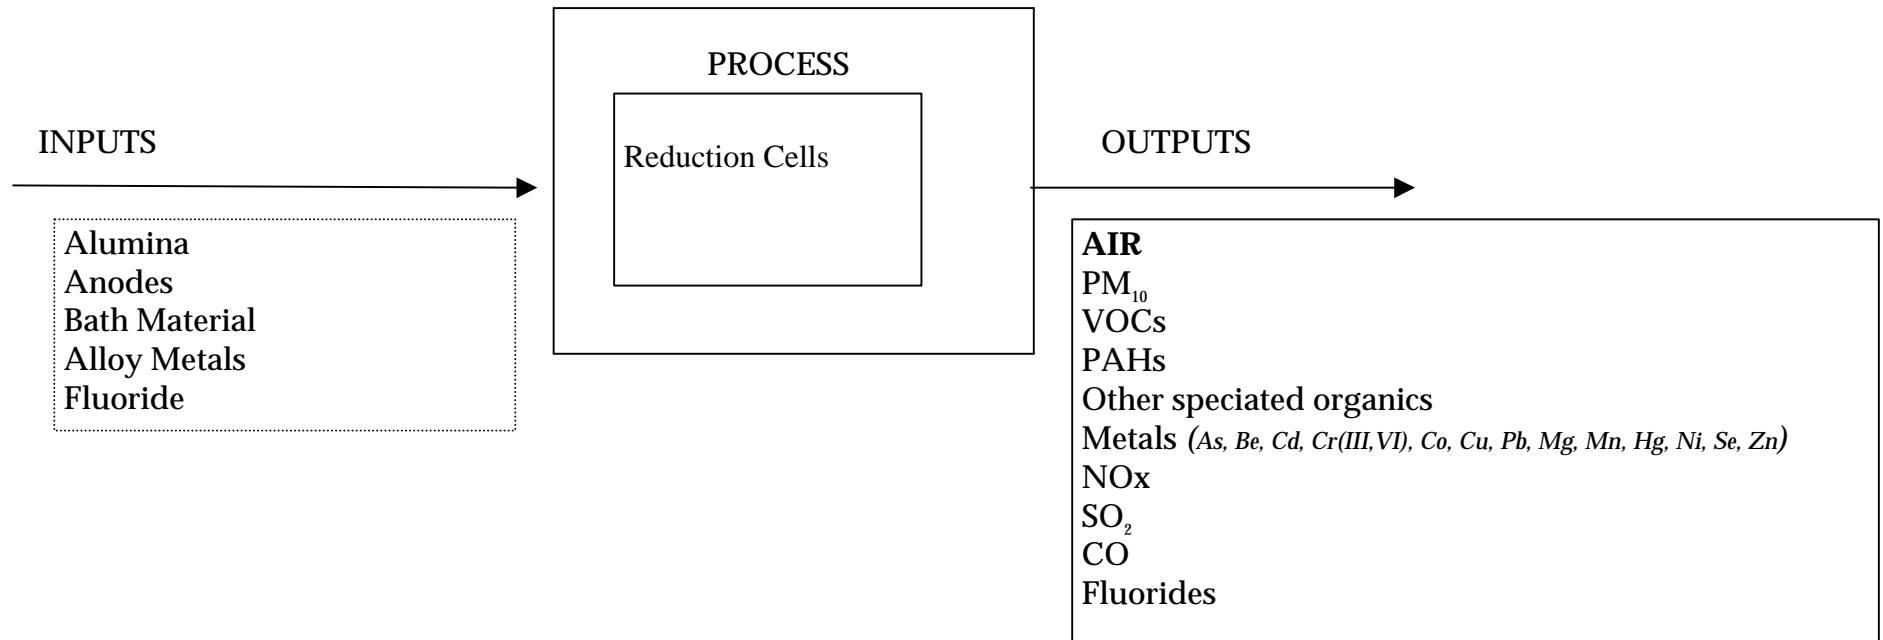 PROCESS
INPUTS
Reduction Cells
OUTPUTS
Alumina
Anodes
Bath Material
Alloy Metals
Fluoride
AIR
PM₁₀
VOCs
PAHs
Other speciated organics
Metals (As, Be, Cd, Cr(III,VI), Co, Cu, Pb, Mg, Mn, Hg, Ni, Se, Zn)
NOx
SO₂
CO
Fluorides